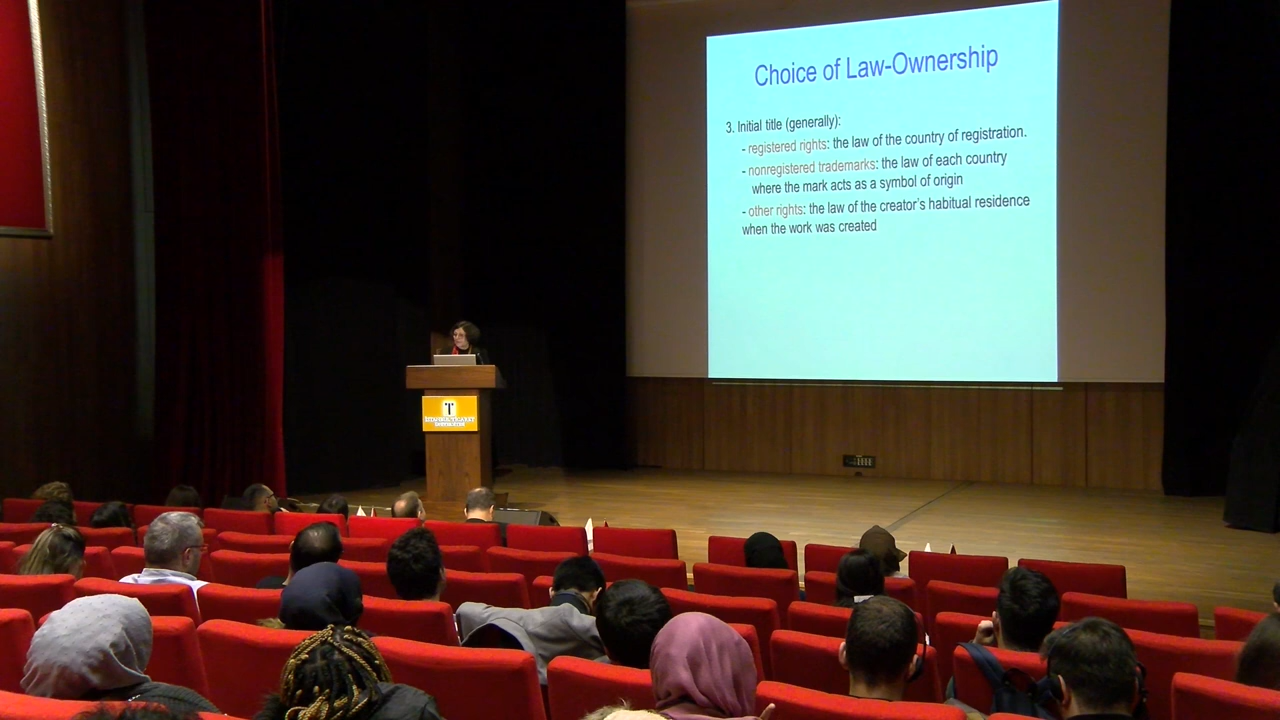 Choice of Law-Ownership
3. Initial title (generally):
- registered rights: the law of the country of registration.
- nonregistered trademarks: the law of each country
where the mark acts as a symbol of origin
- other rights: the law of the creator's habitual residence
when the work was created